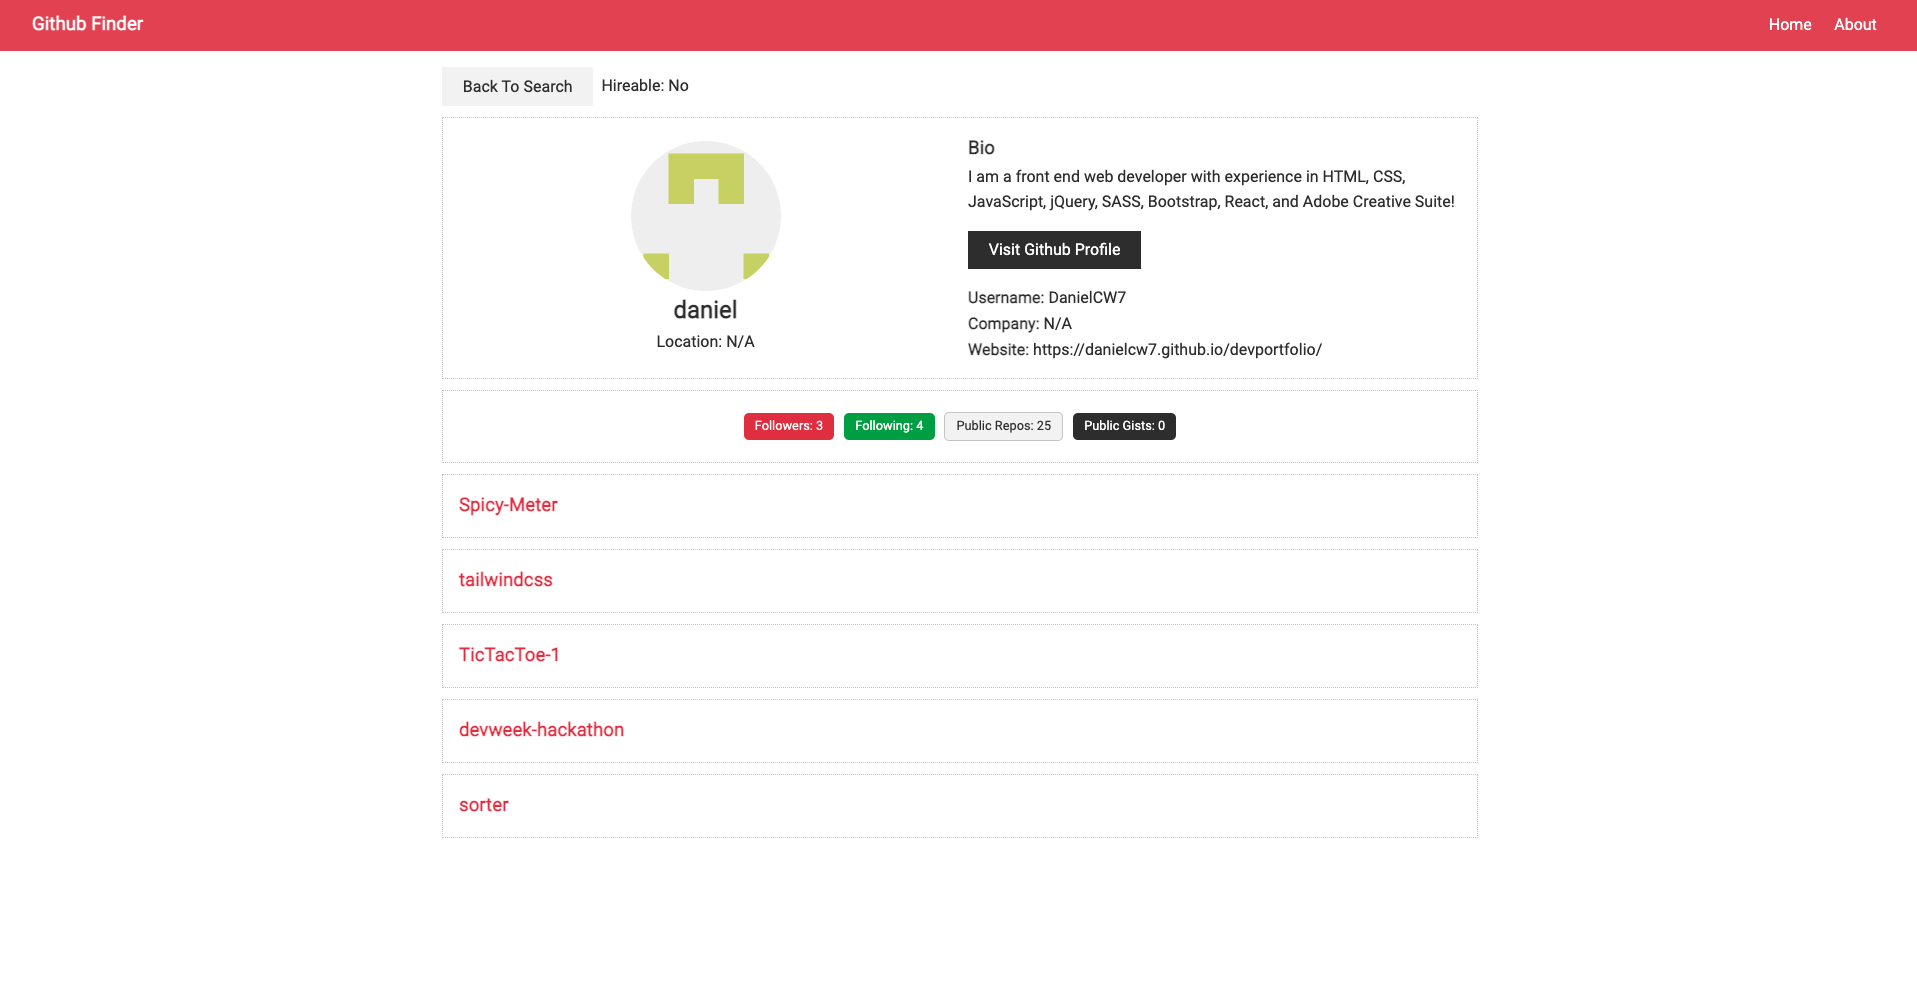 Github Finder
Home
About
Back To Search
Hireable: No
daniel
Location: N/A
Bio
I am a front end web developer with experience in HTML, CSS,
JavaScript, jQuery, SASS, Bootstrap, React, and Adobe Creative Suite!
Visit Github Profile
Username: DanielCW7
Company: N/A
Website: https://danielcw7.github.io/devportfolio/
Followers: 3
Following: 4
Public Repos: 25
Public Gists: 0
Spicy-Meter
tailwindcss
TicTacToe-1
devweek-hackathon
sorter